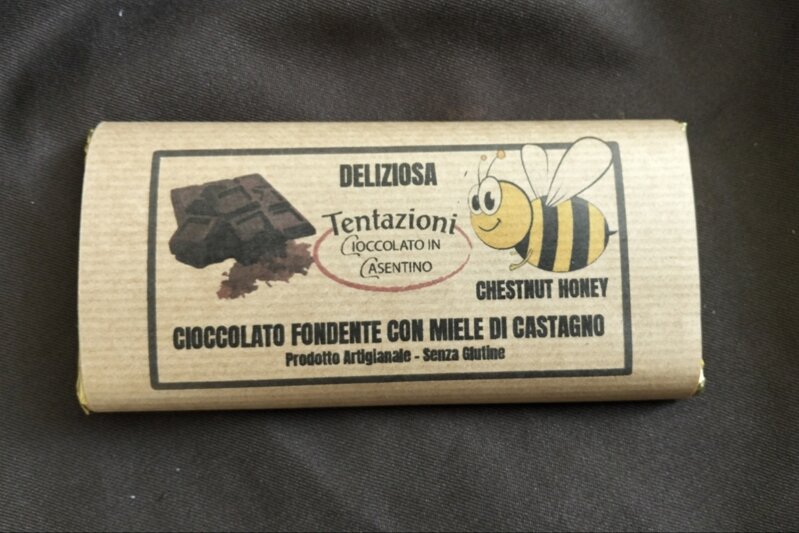 DELIZIOSA
Tentazioni
CIOCCOLATO IN
CASENTINO
CHESTNUT HONEY
CIOCCOLATO FONDENTE CON MIELE DI CASTAGNO
Prodotto Artigianale - Senza Glutine